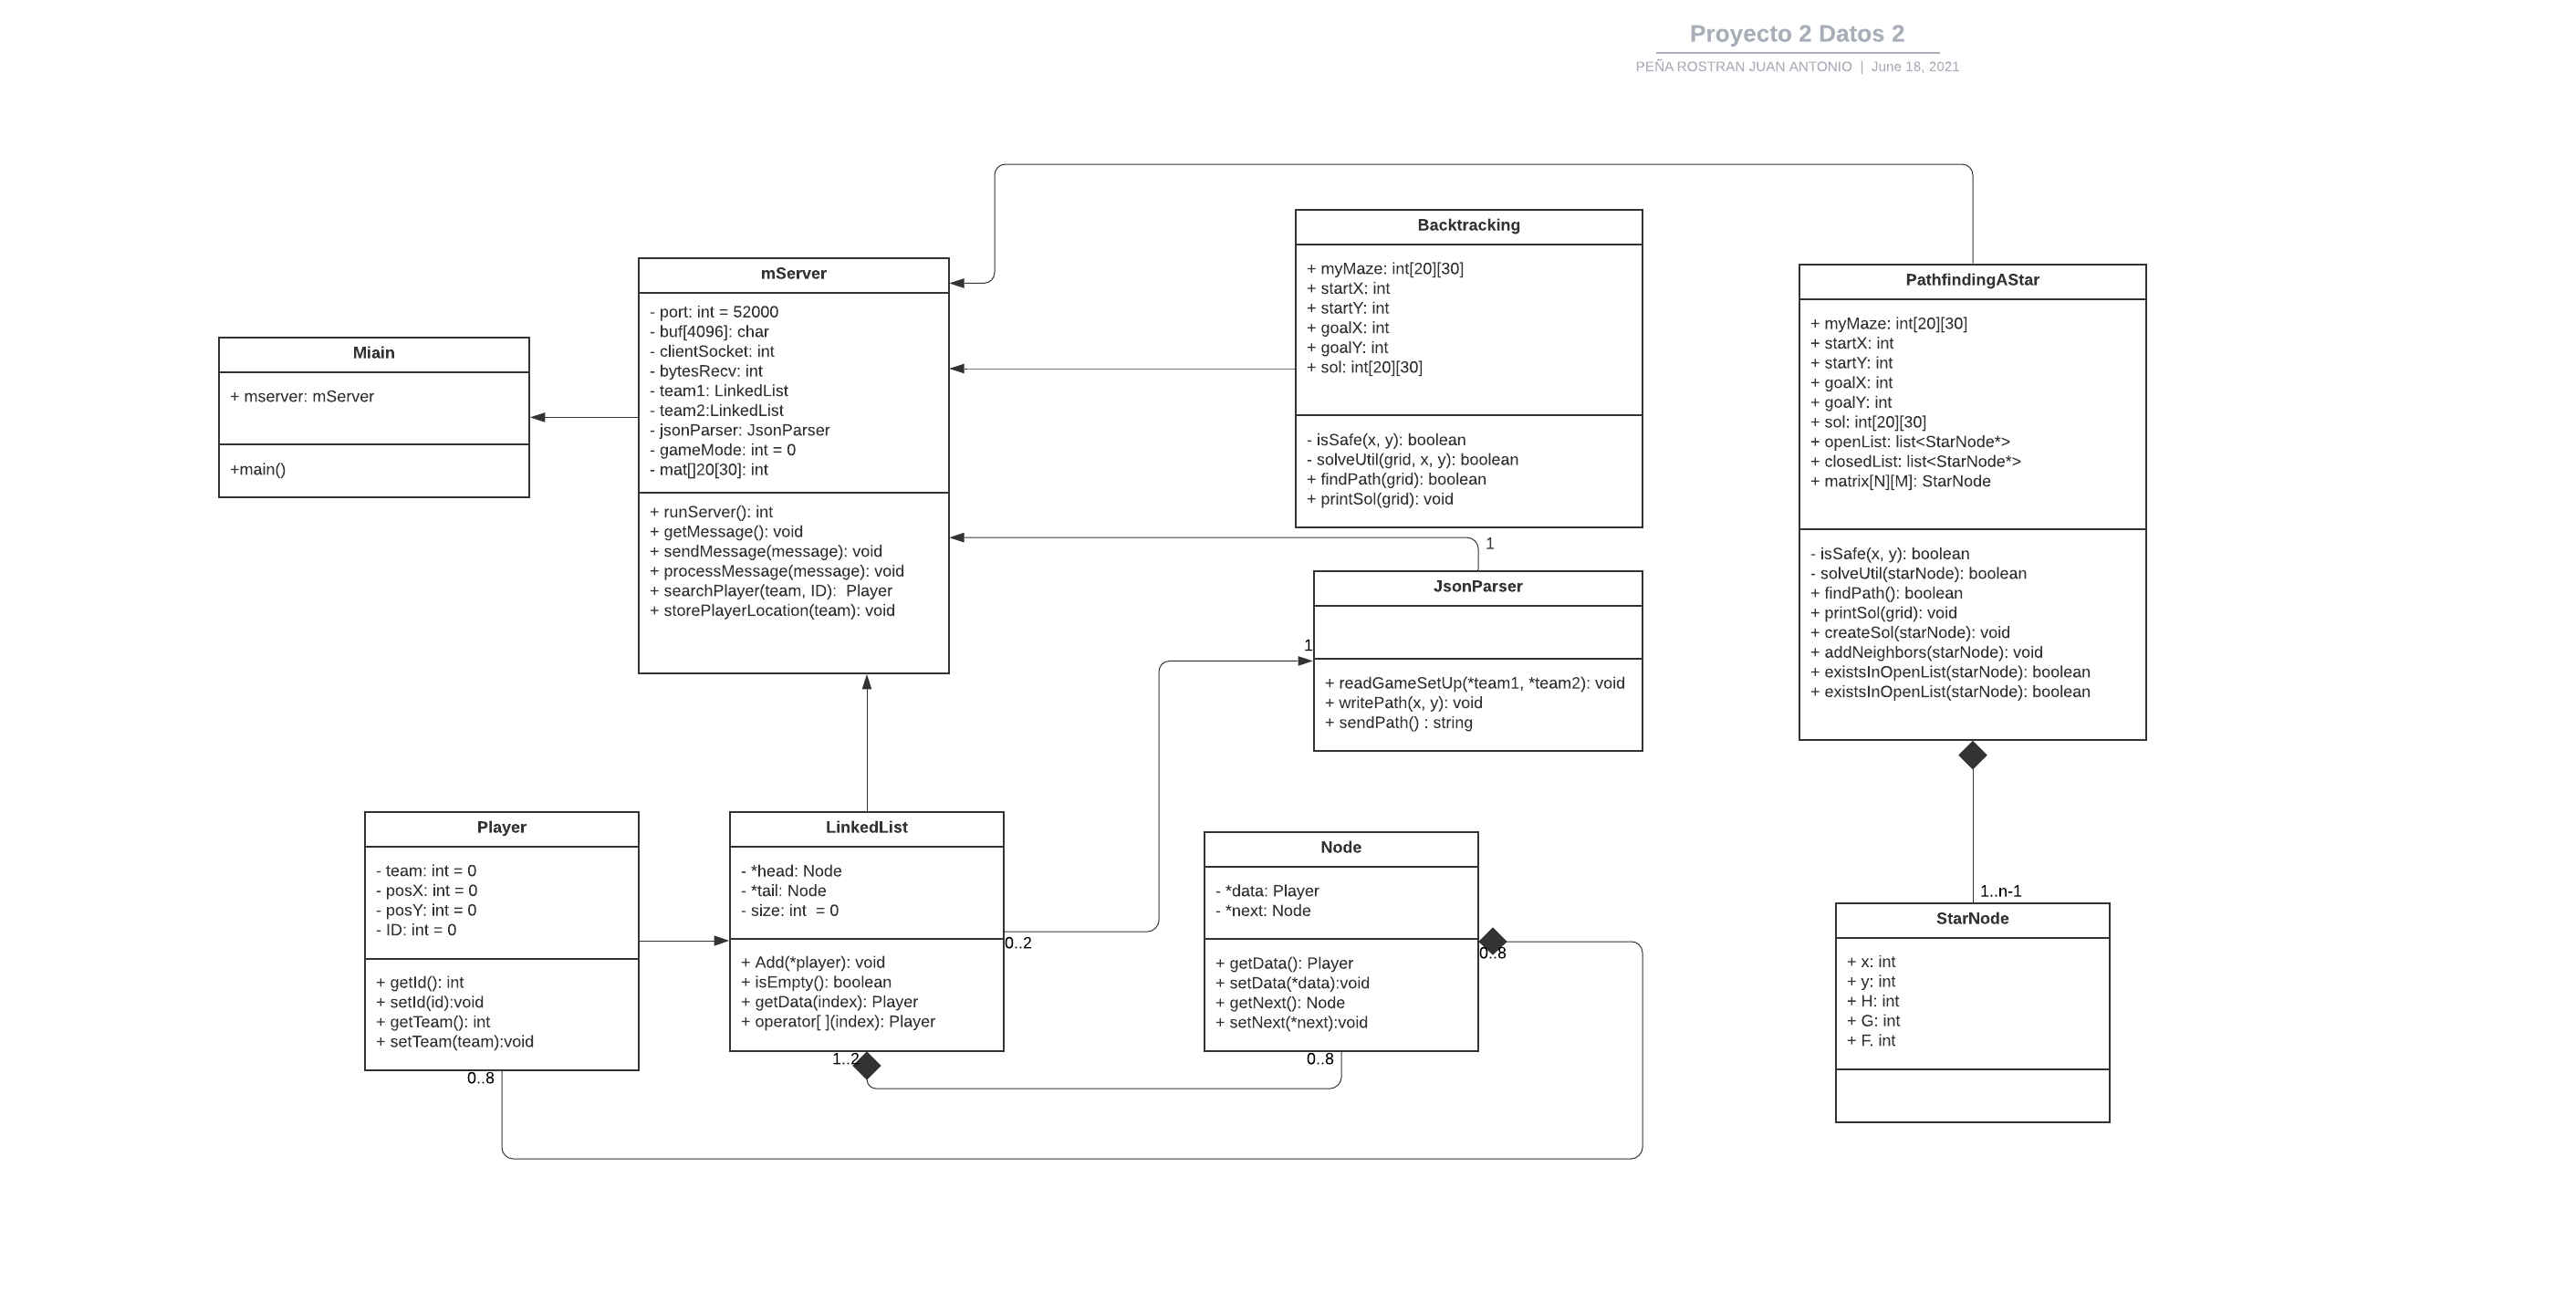 Proyecto 2 Datos 2
PEÑA ROSTRAN JUAN ANTONIO | June 18, 2021
Miain
+ mserver: mServer
+main()
mServer
- port: int = 52000
- buf[4096]: char
- clientSocket: int
- bytesRecv: int
- team1: LinkedList
- team2:LinkedList
- jsonParser: JsonParser
- gameMode: int = 0
- mat[]20[30]: int
+ runServer(): int
+ getMessage(): void
+ sendMessage(message): void
+ processMessage(message): void
+ searchPlayer(team, ID):  Player
+ storePlayerLocation(team): void
Backtracking
+ myMaze: int[20][30]
+ startX: int
+ startY: int
+ goalX: int
+ goalY: int
+ sol: int[20][30]
- isSafe(x, y): boolean
- solveUtil(grid, x, y): boolean
+ findPath(grid): boolean
+ printSol(grid): void
1
JsonParser
1
+ readGameSetUp(*team1, *team2): void
+ writePath(x, y): void
+ sendPath() : string
PathfindingAStar
+ myMaze: int[20][30]
+ startX: int
+ startY: int
+ goalX: int
+ goalY: int
+ sol: int[20][30]
+ openList: list<StarNode*>
+ closedList: list<StarNode*>
+ matrix[N][M]: StarNode
- isSafe(x, y): boolean
- solveUtil(starNode): boolean
+ findPath(): boolean
+ printSol(grid): void
+ createSol(starNode): void
+ addNeighbors(starNode): void
+ existsInOpenList(starNode): boolean
+ existsInOpenList(starNode): boolean
Player
- team: int = 0
- posX: int = 0
- posY: int = 0
- ID: int = 0
+ getId(): int
+ setId(id):void
+ getTeam(): int
+ setTeam(team):void
0..8
LinkedList
- *head: Node
- *tail: Node
- size: int  = 0
0..2
+ Add(*player): void
+ isEmpty(): boolean
+ getData(index): Player
+ operator[ ](index): Player
1..2
Node
- *data: Player
- *next: Node
0..8
+ getData(): Player
+ setData(*data):void
+ getNext(): Node
+ setNext(*next):void
0..8
1..n-1
StarNode
+ x: int
+ y: int
+ H: int
+ G: int
+ F. int